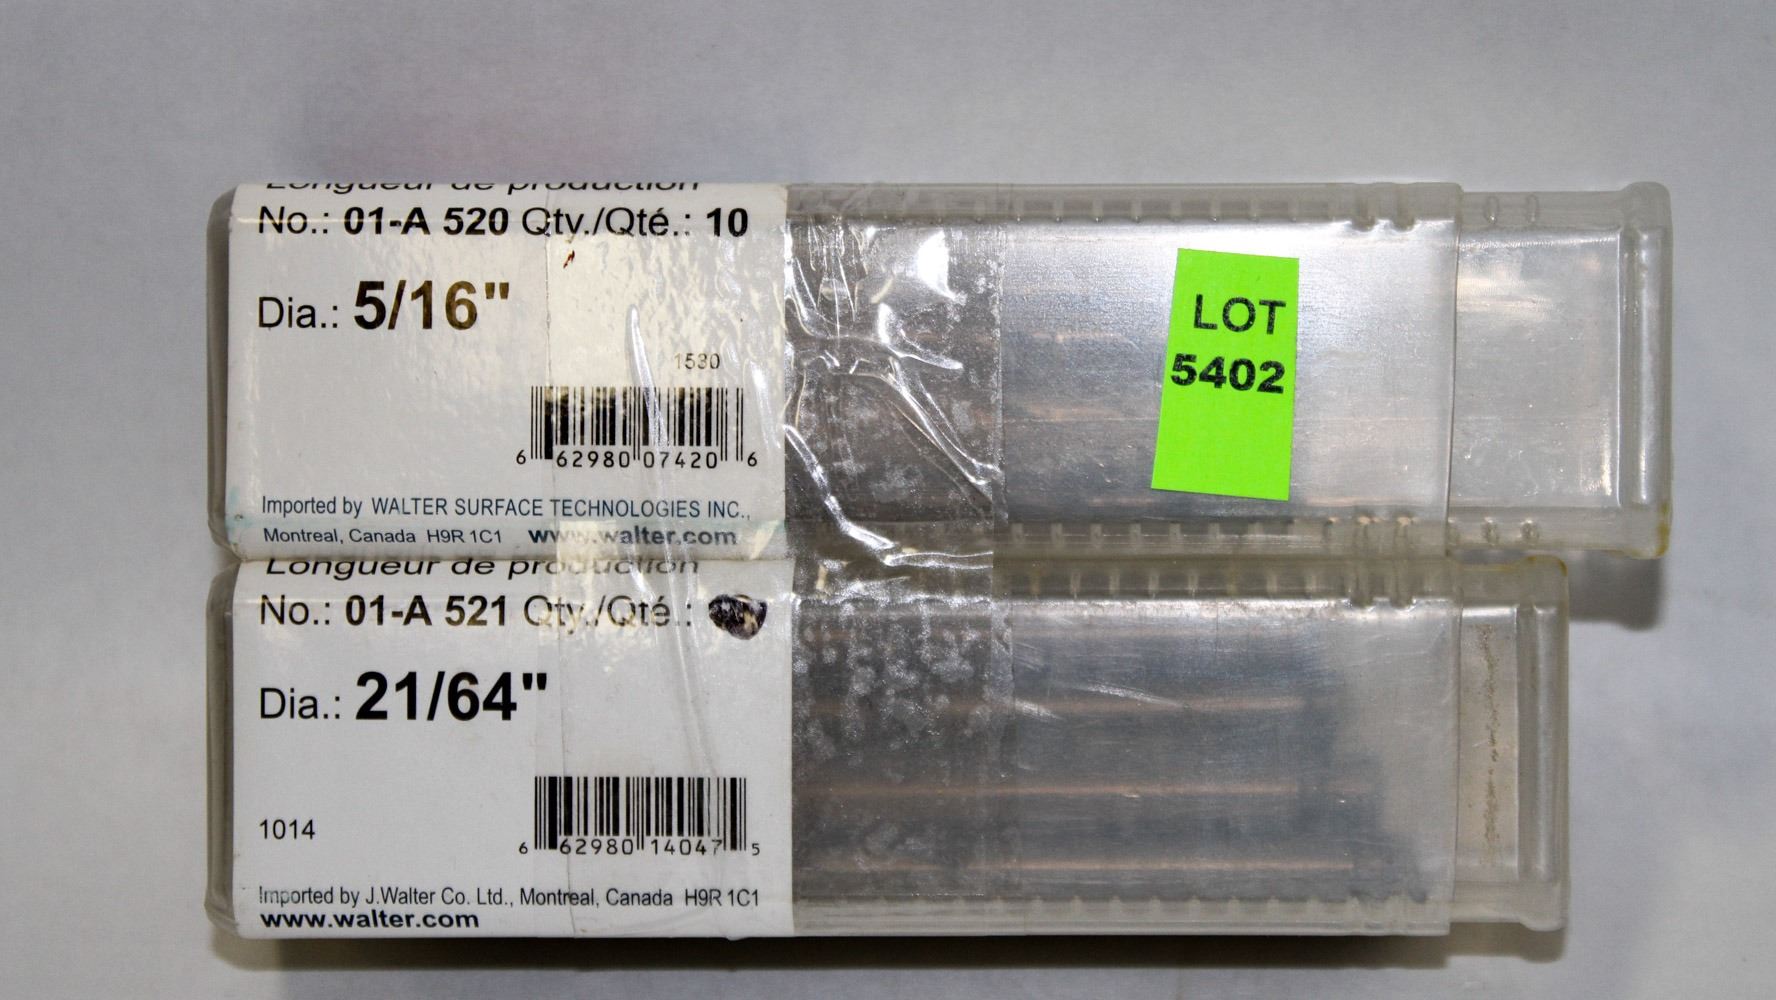 Longueur de production
No.: 01-A 520 Qty./Qté.: 10
Dia.: 5/16"
1530
6 62980 07420 6
Imported by WALTER SURFACE TECHNOLOGIES INC.,
Montreal, Canada H9R 1C1 www.walter.com
LOT
5402
Longueur de production
No.: 01-A 521 Qty./Qté.:
Dia.: 21/64"
1014
6 62980 14047 5
Imported by J.Walter Co. Ltd., Montreal, Canada H9R 1C1
www.walter.com